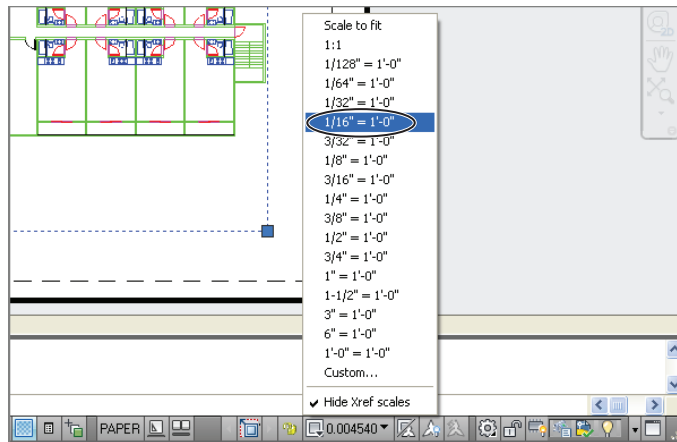 Scale to fit
1:1
1/128" = 1'-0"
1/64" = 1'-0"
1/32" = 1'-0"
1/16" = 1'-0"
3/32" = 1'-0"
1/8" = 1'-0"
3/16" = 1'-0"
1/4" = 1'-0"
3/8" = 1'-0"
1/2" = 1'-0"
3/4" = 1'-0"
1" = 1'-0"
1-1/2" = 1'-0"
3" = 1'-0"
6" = 1'-0"
1'-0" = 1'-0"
Custom...
Hide Xref scales
2D
PAPER
0.004540